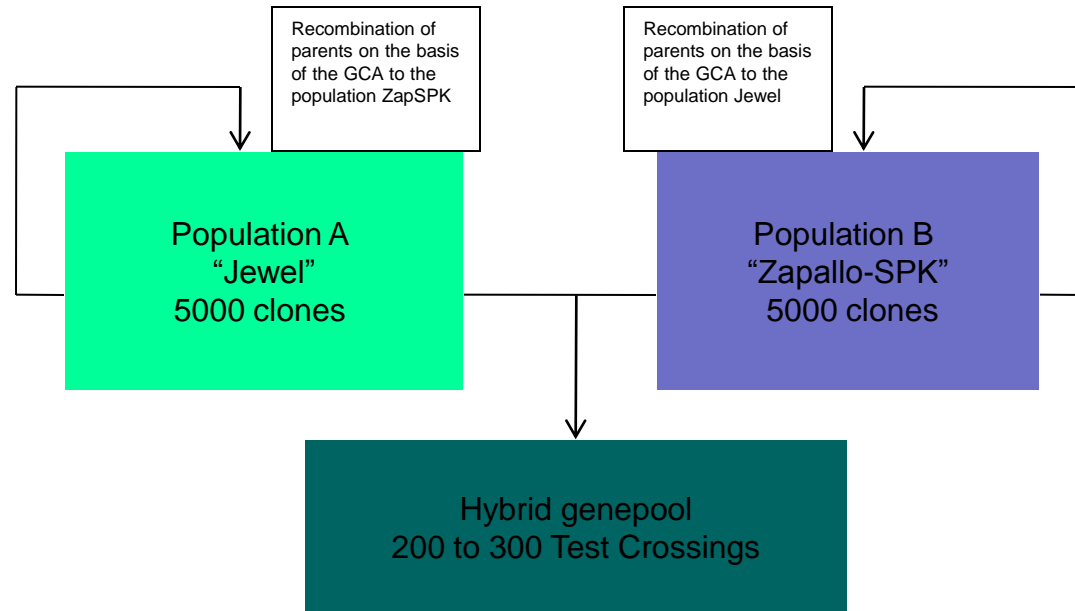 Recombination of
parents on the basis
of the GCA to the
population ZapSPK
Recombination of
parents on the basis
of the GCA to the
population Jewel
Population A
“Jewel”
5000 clones
Population B
“Zapallo-SPK”
5000 clones
Hybrid genepool
200 to 300 Test Crossings